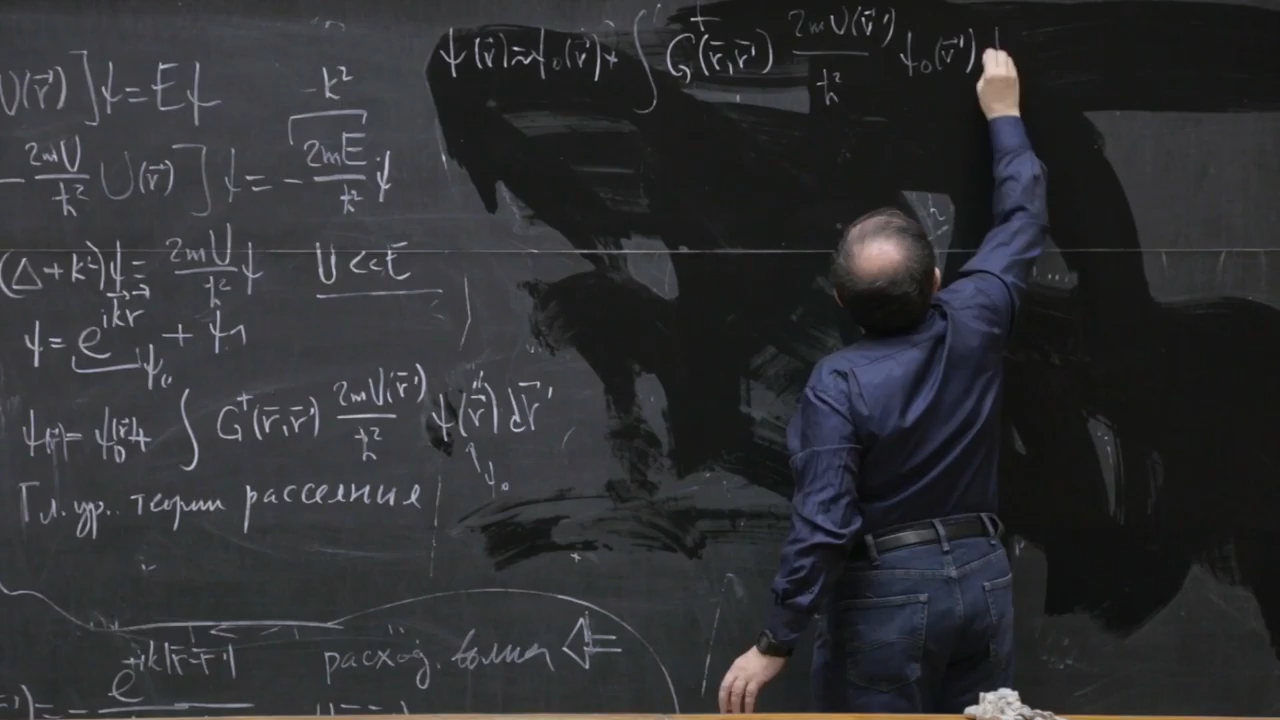 U(r⃗)]ψ=Eψ
-k²
-2mU/ħ² U(r⃗)]ψ=-2mE/ħ² ψ
(Δ+k²)ψ=2mU/ħ² ψ U<<E
ψ=e^{ik⃗r⃗}+ψ₁
ψ₀
ψ(r⃗)=ψ₀(r⃗)+∫G⁺(r⃗,r⃗')2mU(r⃗')/ħ² ψ(r⃗')dr⃗'
ψ₀
Гл. ур. теории рассеяния
e^{+ik|r⃗-r⃗'|} расход. волна ⇐
ψ(r⃗)≈ψ₀(r⃗)+∫G⁺(r⃗,r⃗')2mU(r⃗')/ħ² ψ₀(r⃗')